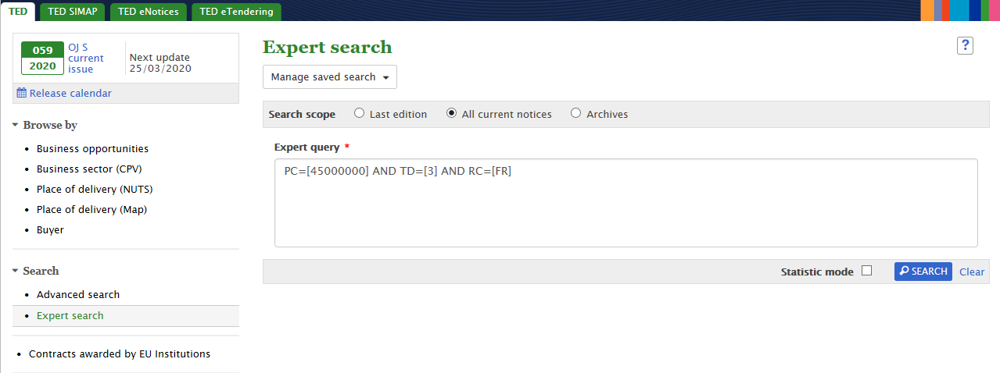 TED TED SIMAP TED eNotices TED eTendering
059
2020
OJ S
current
issue
Next update
25/03/2020
Release calendar
Browse by
Business opportunities
Business sector (CPV)
Place of delivery (NUTS)
Place of delivery (Map)
Buyer
Search
Advanced search
Expert search
Contracts awarded by EU Institutions
Expert search
?
Manage saved search
Search scope Last edition All current notices Archives
Expert query *
PC=[45000000] AND TD=[3] AND RC=[FR]
Statistic mode SEARCH Clear